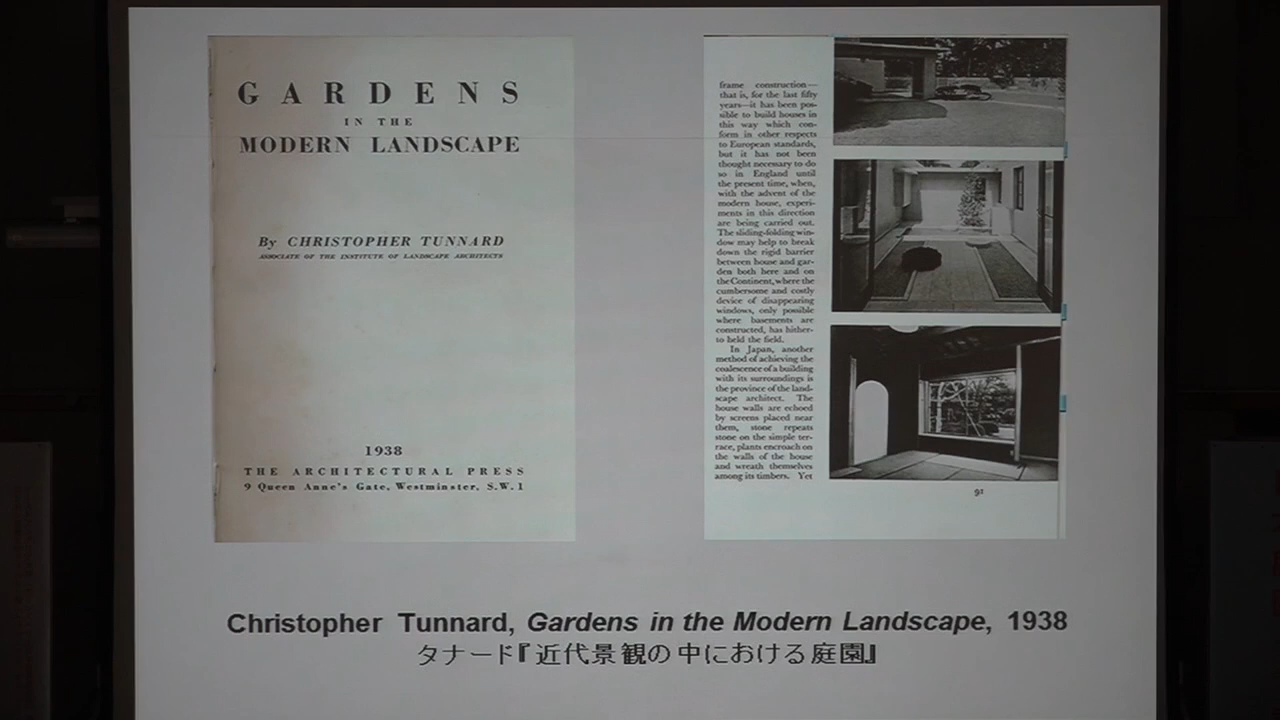 GARDENS
IN THE
MODERN LANDSCAPE
By CHRISTOPHER TUNNARD
ASSOCIATE OF THE INSTITUTE OF LANDSCAPE ARCHITECTS
1938
THE ARCHITECTURAL PRESS
9 Queen Anne's Gate, Westminster, S.W.1
frame construction—
that is, for the last fifty
years—it has been pos-
sible to build houses in
this way which con-
form in other respects
to European standards,
but it has not been
thought necessary to do
so in England until
the present time, when,
with the advent of the
modern house, experi-
ments in this direction
are being carried out.
The sliding-folding win-
dow may help to break
down the rigid barrier
between house and gar-
den both here and on
the Continent, where the
cumbersome and costly
device of disappearing
windows, only possible
where basements are
constructed, has hither-
to held the field.
In Japan, another
method of achieving the
coalescence of a building
with its surroundings is
the province of the land-
scape architect. The
house walls are echoed
by screens placed near
them, stone repeats
stone on the simple ter-
race, plants encroach on
the walls of the house
and wreath themselves
among its timbers. Yet
91
Christopher Tunnard, Gardens in the Modern Landscape, 1938
タナード『近代景観の中における庭園』